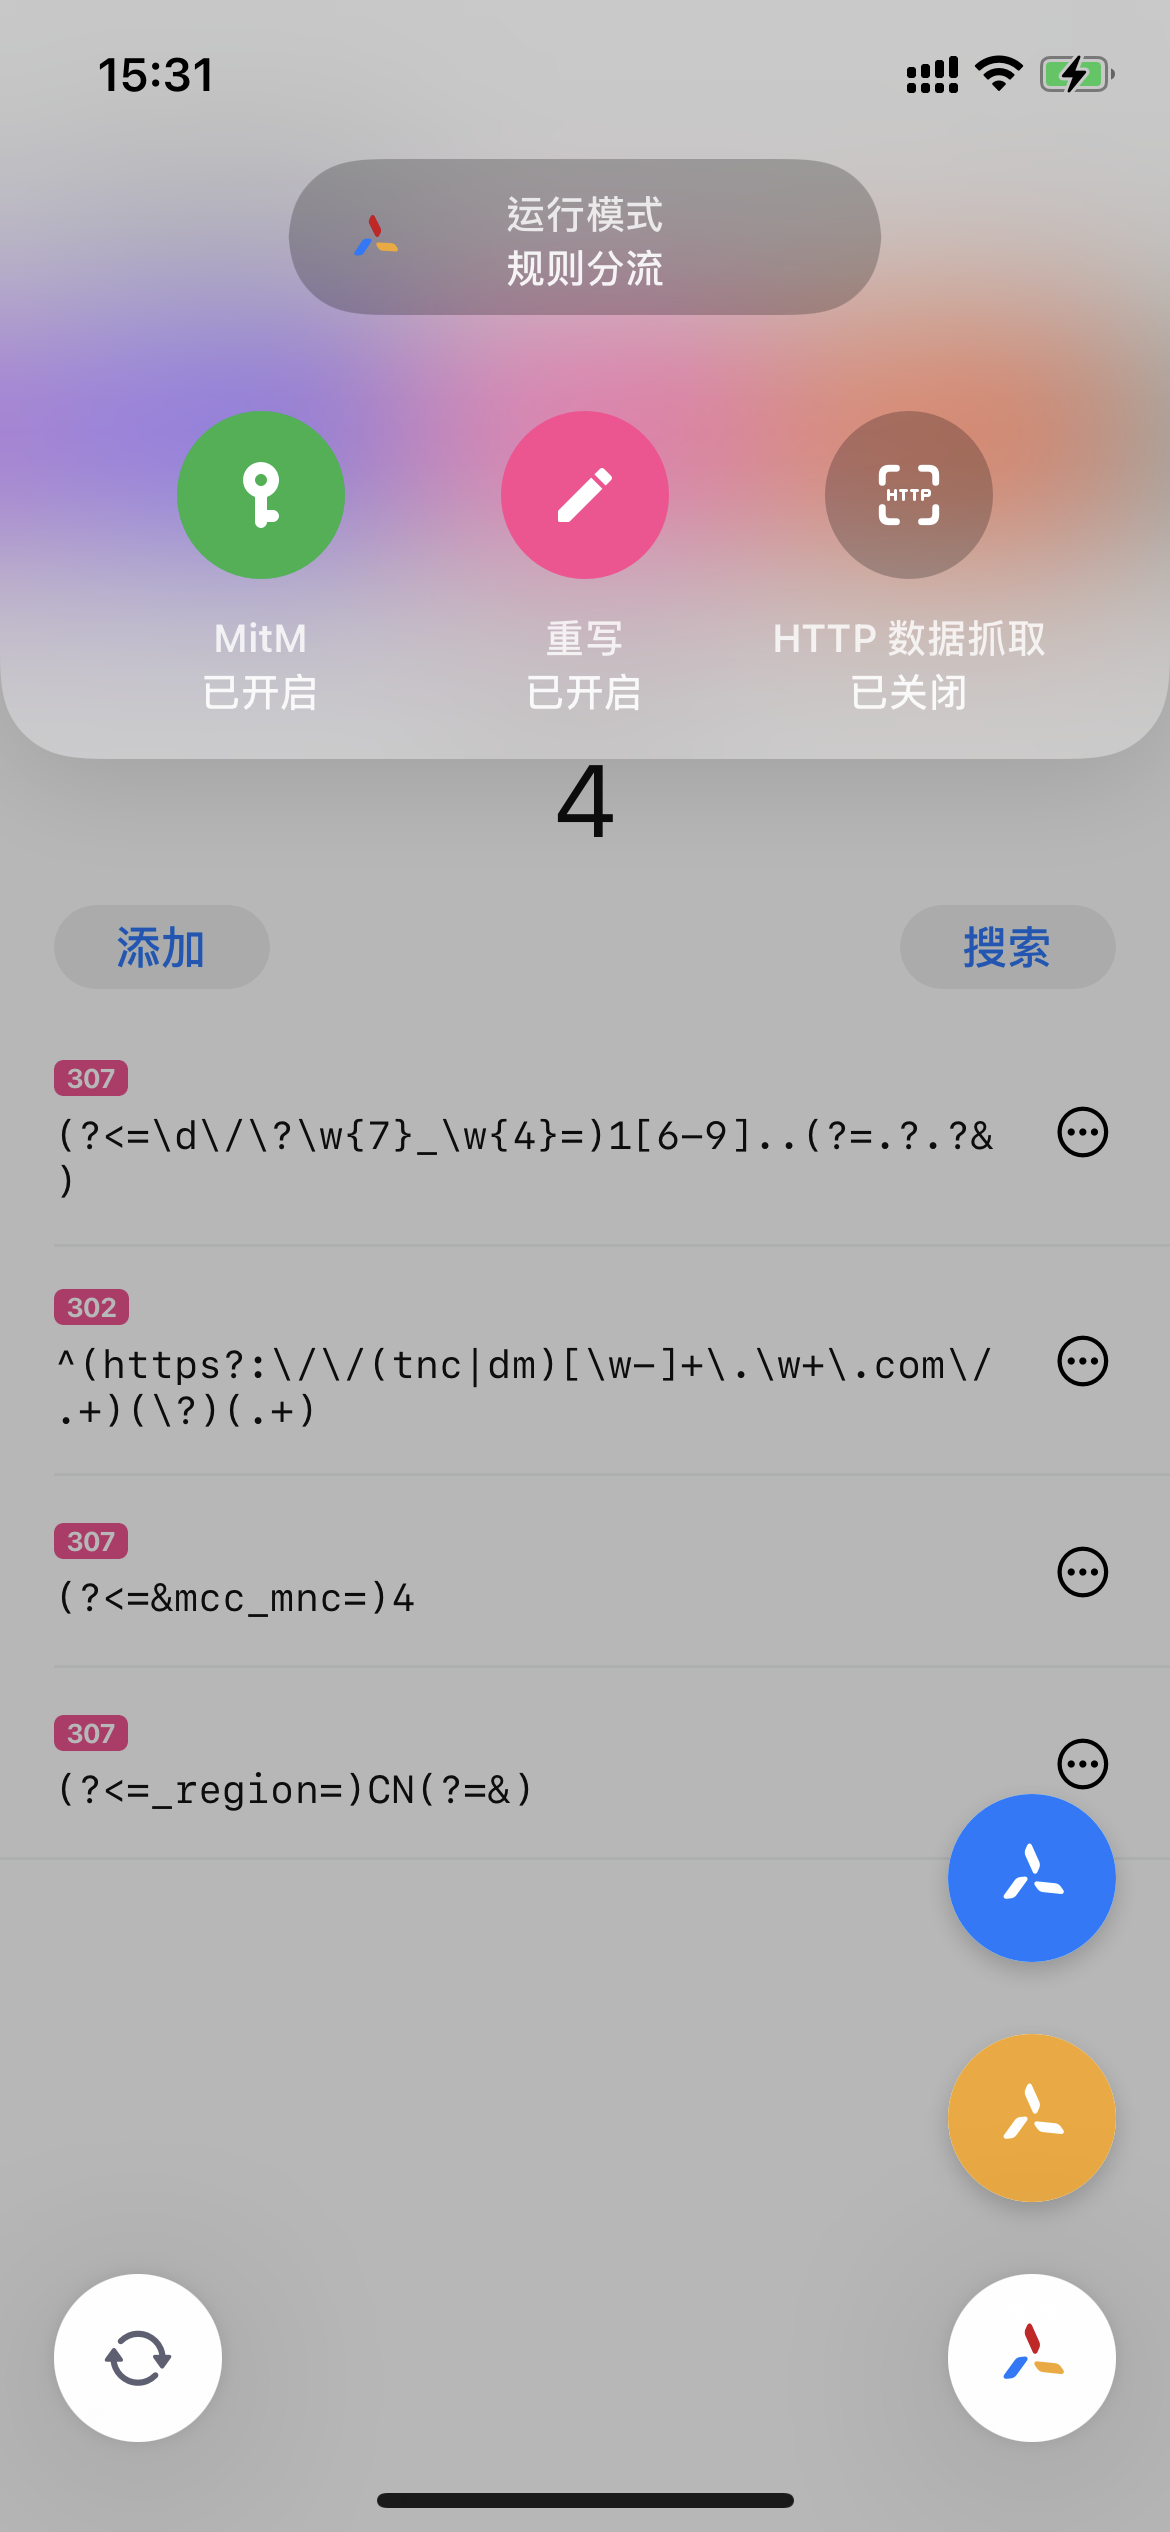 15:31
运行模式
规则分流
HTTP
MitM
已开启
重写
已开启
HTTP 数据抓取
已关闭
4
添加
搜索
307
(?<=\d\/\?\w{7}_\w{4}=)1[6-9]..(?=.?.?&
)
302
^(https?:\/\/(tnc|dm)[\w-]+\.\w+\.com\/
.+)(\?)(.+)
307
(?<=&mcc_mnc=)4
307
(?<=_region=)CN(?=&)